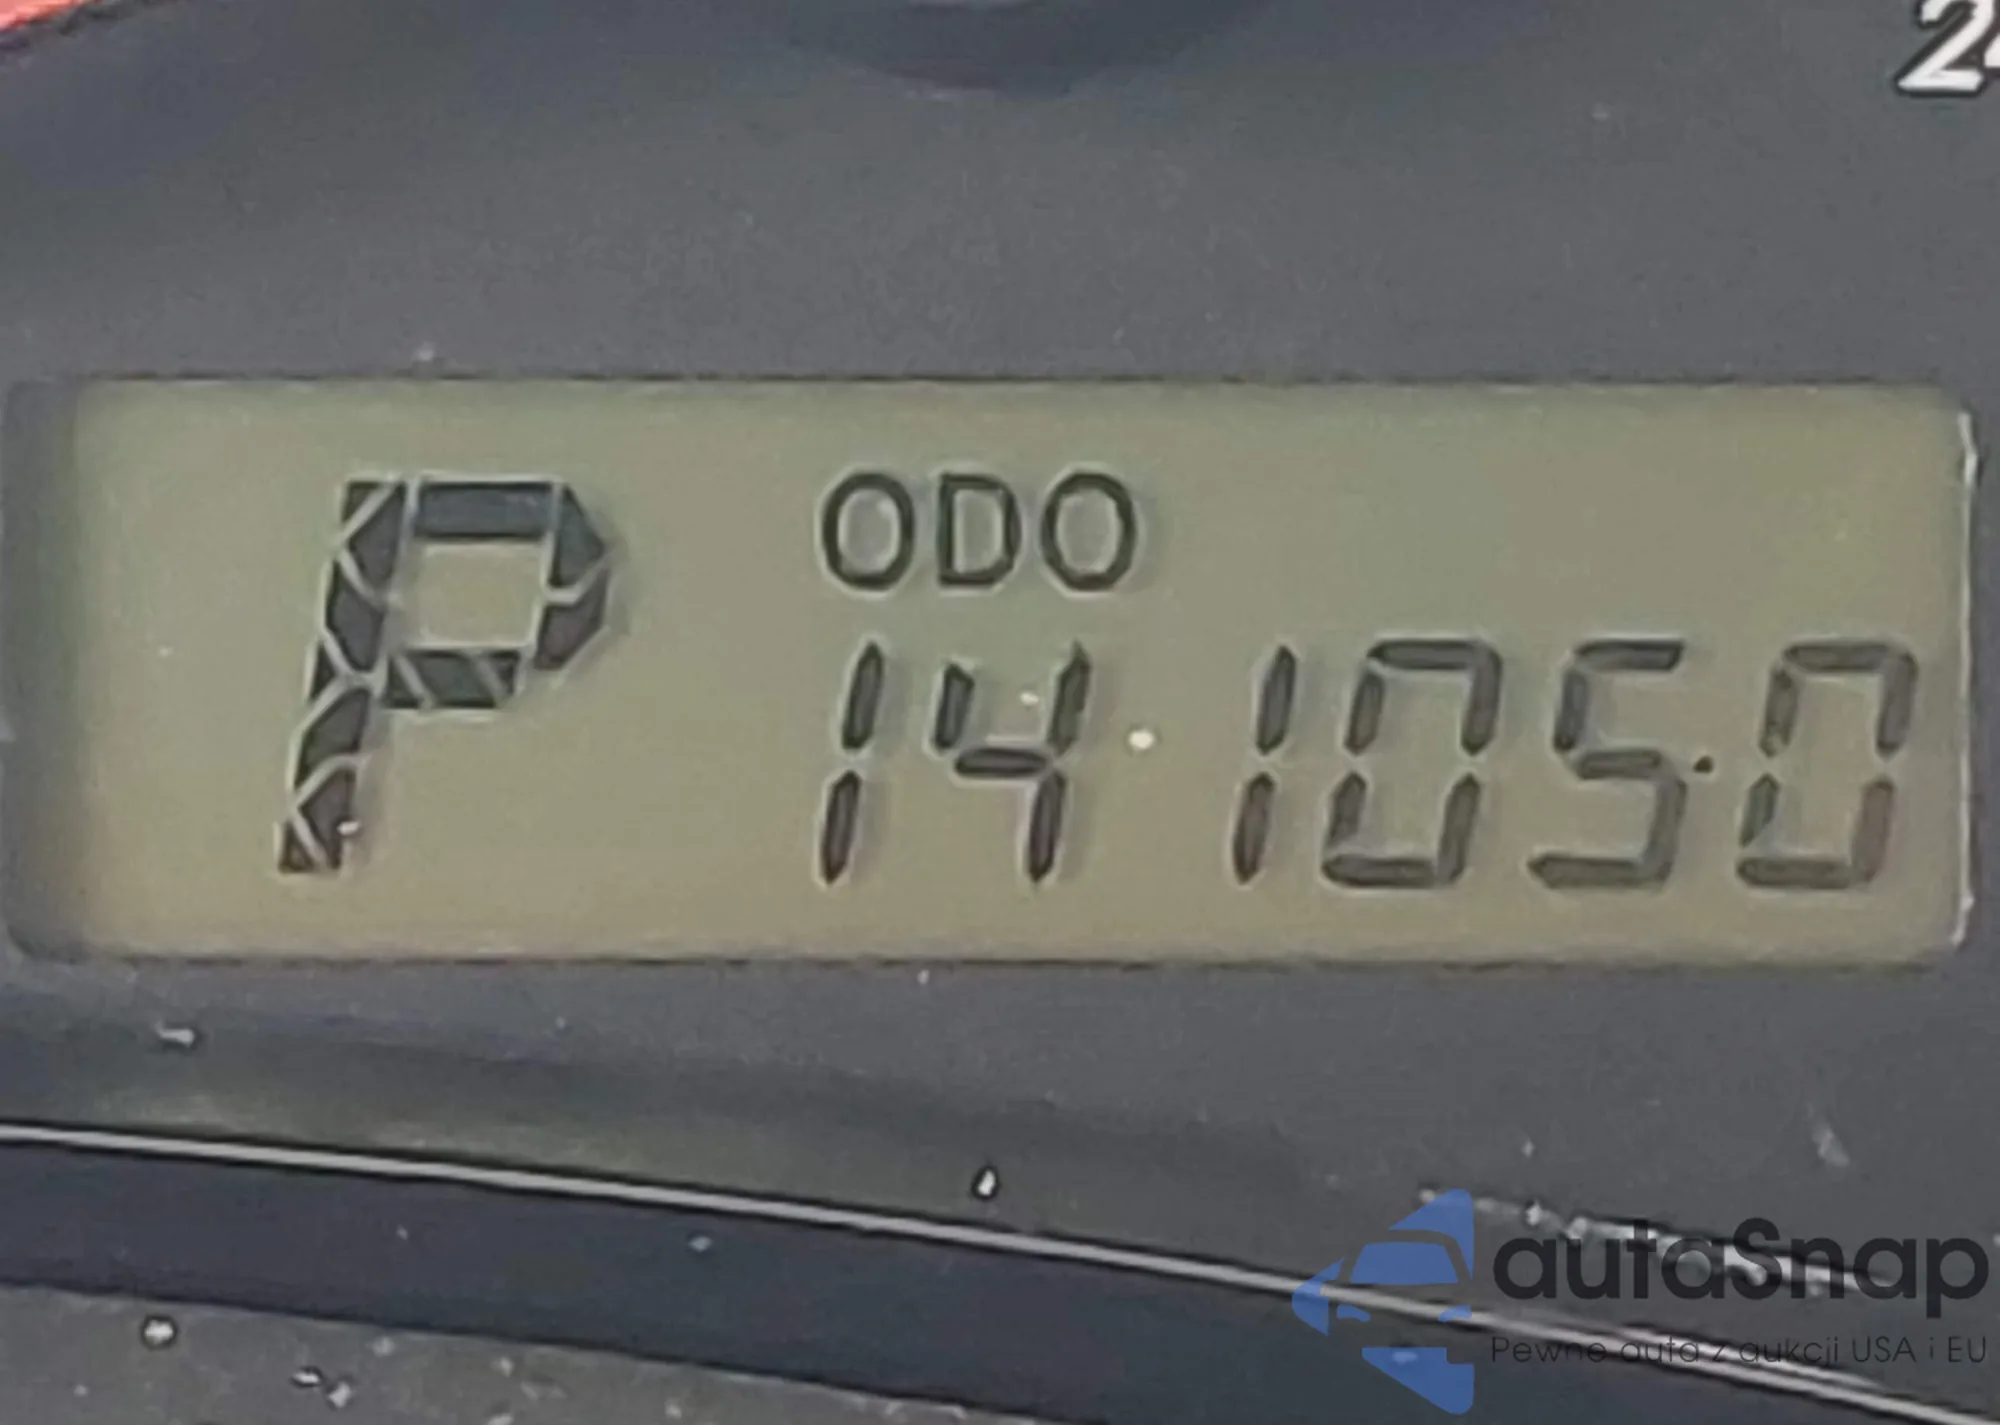 P
ODO
141050
autaSnap
Pewne auta z aukcji USA i EU